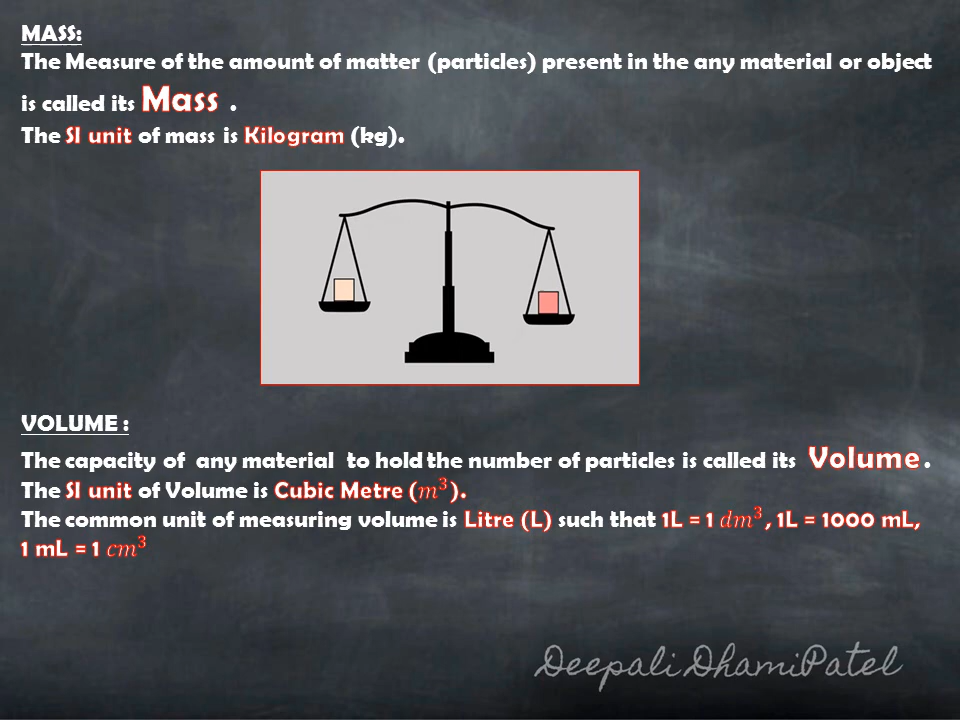 MASS:
The Measure of the amount of matter (particles) present in the any material or object
is called its Mass .
The SI unit of mass is Kilogram (kg).
VOLUME :
The capacity of any material to hold the number of particles is called its Volume.
The SI unit of Volume is Cubic Metre (m³).
The common unit of measuring volume is Litre (L) such that 1L = 1 dm³, 1L = 1000 mL,
1 mL = 1 cm³
Deepali DhamiPatel